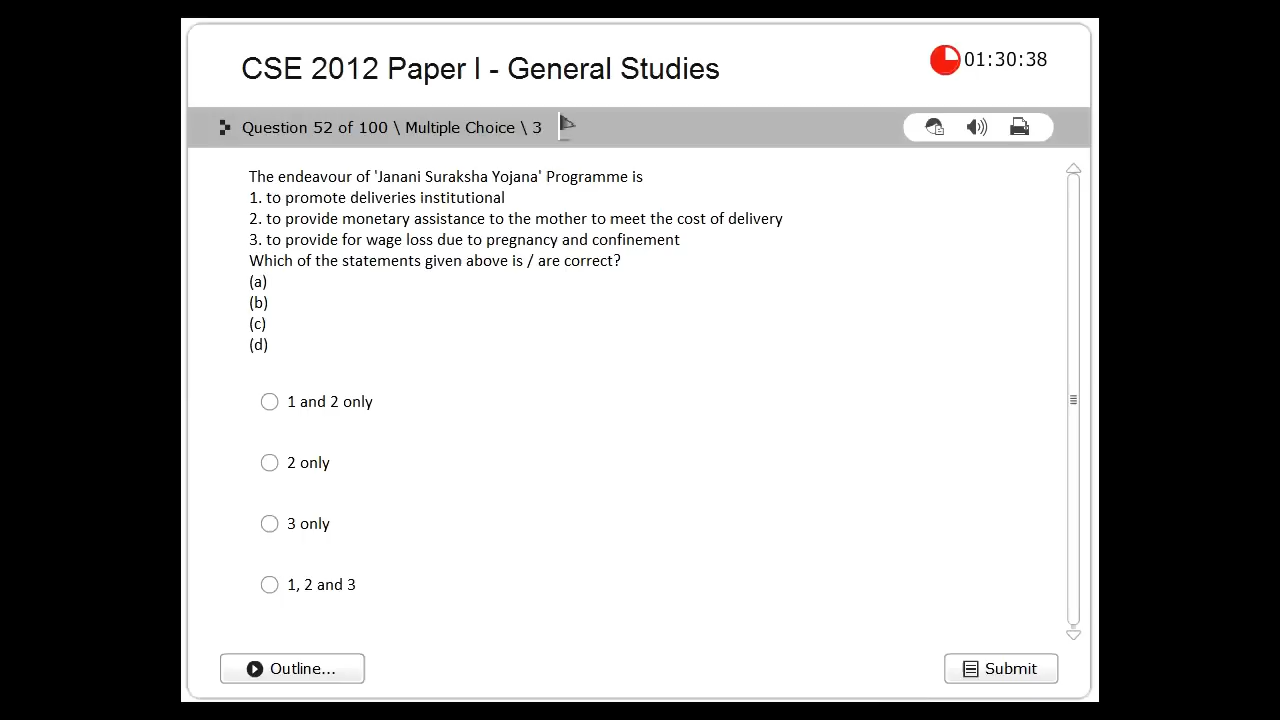 CSE 2012 Paper I - General Studies
01:30:38
Question 52 of 100 \ Multiple Choice \ 3
The endeavour of 'Janani Suraksha Yojana' Programme is
1. to promote deliveries institutional
2. to provide monetary assistance to the mother to meet the cost of delivery
3. to provide for wage loss due to pregnancy and confinement
Which of the statements given above is / are correct?
(a)
(b)
(c)
(d)
1 and 2 only
2 only
3 only
1, 2 and 3
Outline...
Submit